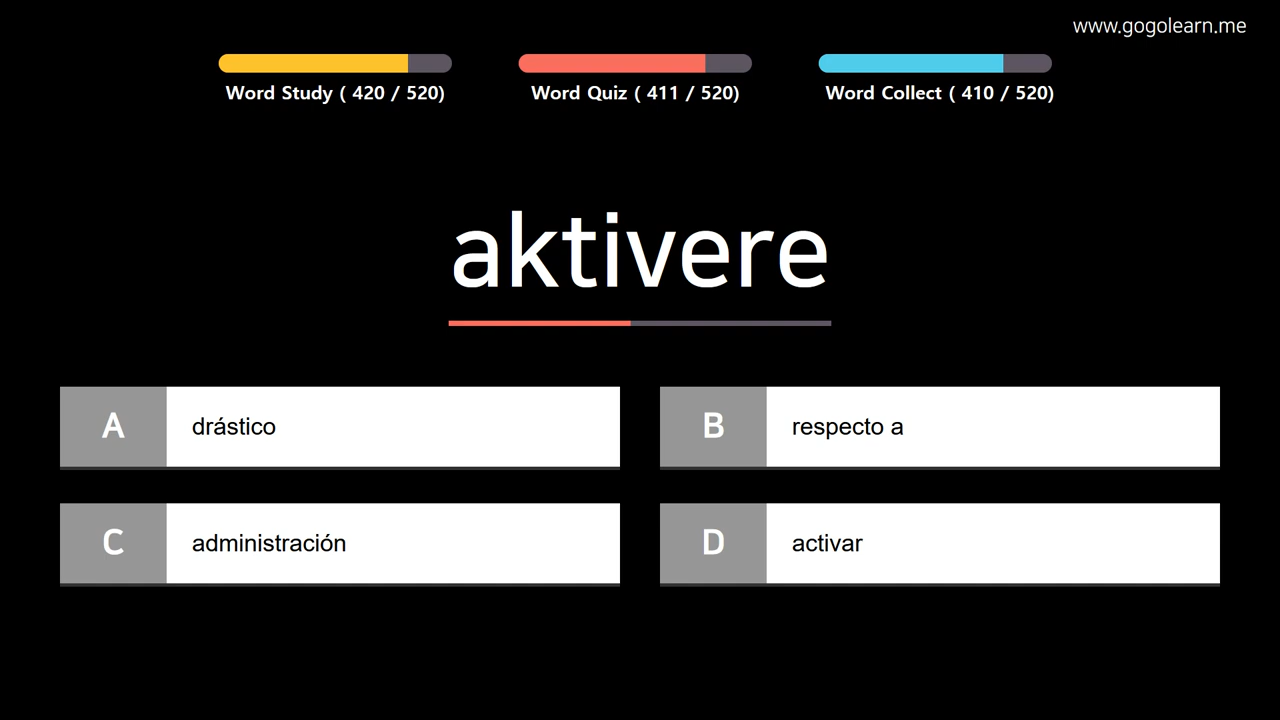 www.gogolearn.me
Word Study ( 420 / 520)
Word Quiz ( 411 / 520)
Word Collect ( 410 / 520)
aktivere
A drástico
B respecto a
C administración
D activar